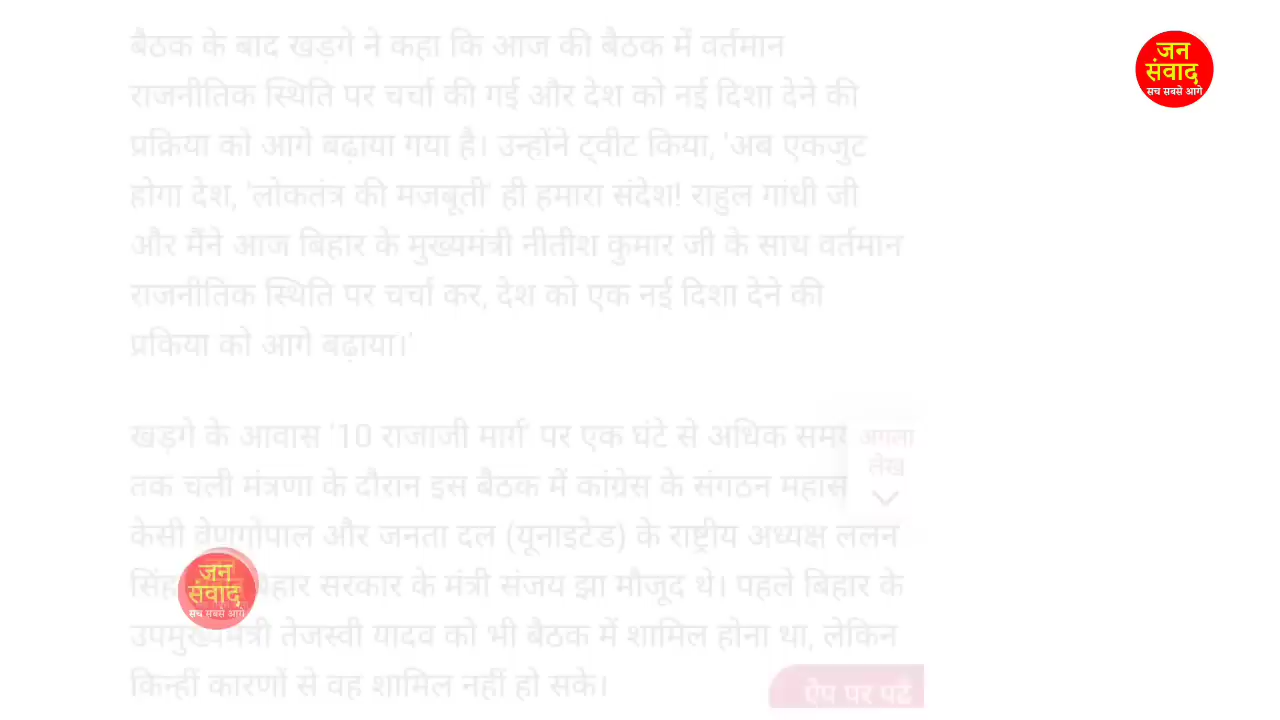 बैठक के बाद खड़गे ने कहा कि आज की बैठक में वर्तमान
राजनीतिक स्थिति पर चर्चा की गई और देश को नई दिशा देने की
प्रक्रिया को आगे बढ़ाया गया है। उन्होंने ट्वीट किया, 'अब एकजुट
होगा देश, 'लोकतंत्र की मजबूती' ही हमारा संदेश! राहुल गांधी जी
और मैंने आज बिहार के मुख्यमंत्री नीतीश कुमार जी के साथ वर्तमान
राजनीतिक स्थिति पर चर्चा कर, देश को एक नई दिशा देने की
प्रकिया को आगे बढ़ाया।'
खड़गे के आवास '10 राजाजी मार्ग' पर एक घंटे से अधिक
तक चली मंत्रणा के दौरान इस बैठक में कांग्रेस के संगठन
केसी वेणुगोपाल और जनता दल (यूनाइटेड) के राष्ट्रीय अध्यक्ष ललन
सरकार के मंत्री संजय झा मौजूद थे। पहले बिहार के
उपमुख्यमंत्री तेजस्वी यादव को भी बैठक में शामिल होना था, लेकिन
किन्हीं कारणों से वह शामिल नहीं हो सके।
अगला
लेख
ऐप पर पढ़ें
जन
संवाद
सच सबसे आगे
जन
संवाद
सच सबसे आगे